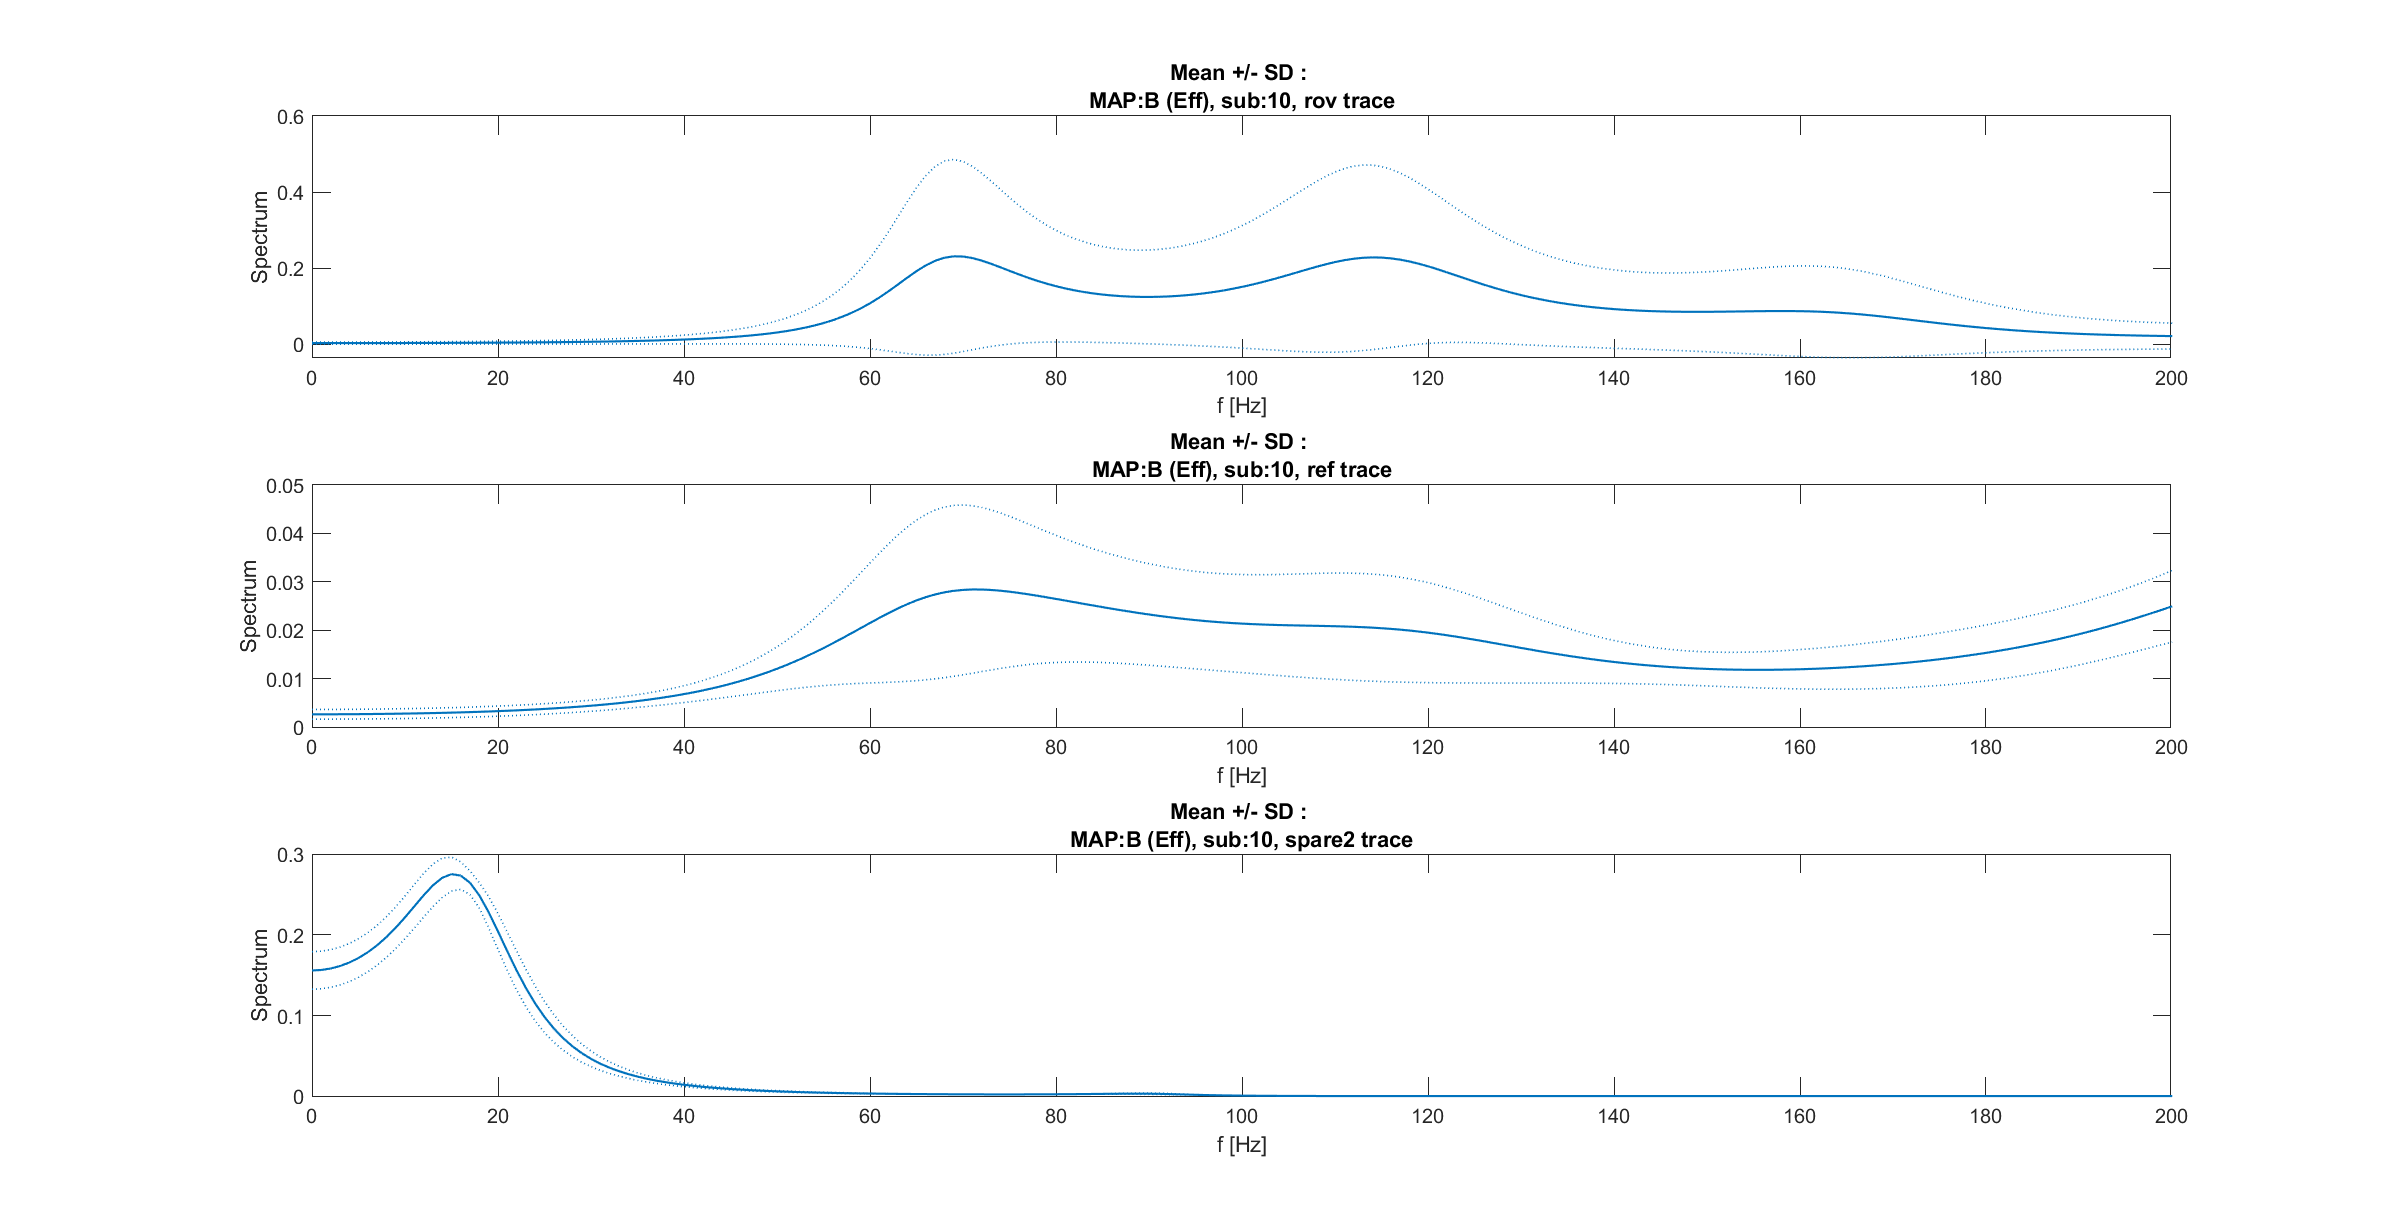 Mean +/- SD :
MAP:B (Eff), sub:10, rov trace
0.6
0.4
0.2
0
Spectrum
0 20 40 60 80 100 120 140 160 180 200
f [Hz]
Mean +/- SD :
MAP:B (Eff), sub:10, ref trace
0.05
0.04
0.03
0.02
0.01
0
Spectrum
0 20 40 60 80 100 120 140 160 180 200
f [Hz]
Mean +/- SD :
MAP:B (Eff), sub:10, spare2 trace
0.3
0.2
0.1
0
Spectrum
0 20 40 60 80 100 120 140 160 180 200
f [Hz]